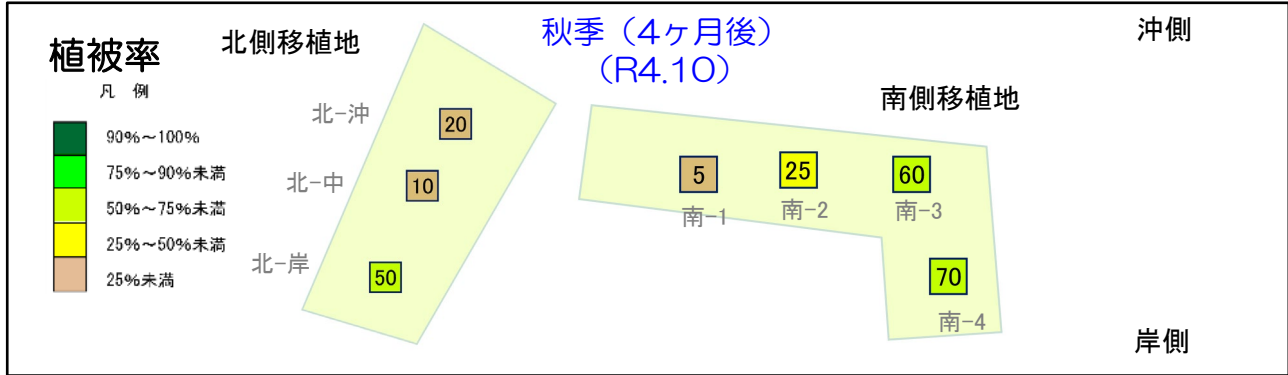 植被率
凡 例
90%～100%
75%～90%未満
50%～75%未満
25%～50%未満
25%未満
北側移植地
秋季（4ヶ月後）
（R4.10）
沖側
南側移植地
北-沖
20
北-中
10
北-岸
50
5
南-1
25
南-2
60
南-3
70
南-4
岸側